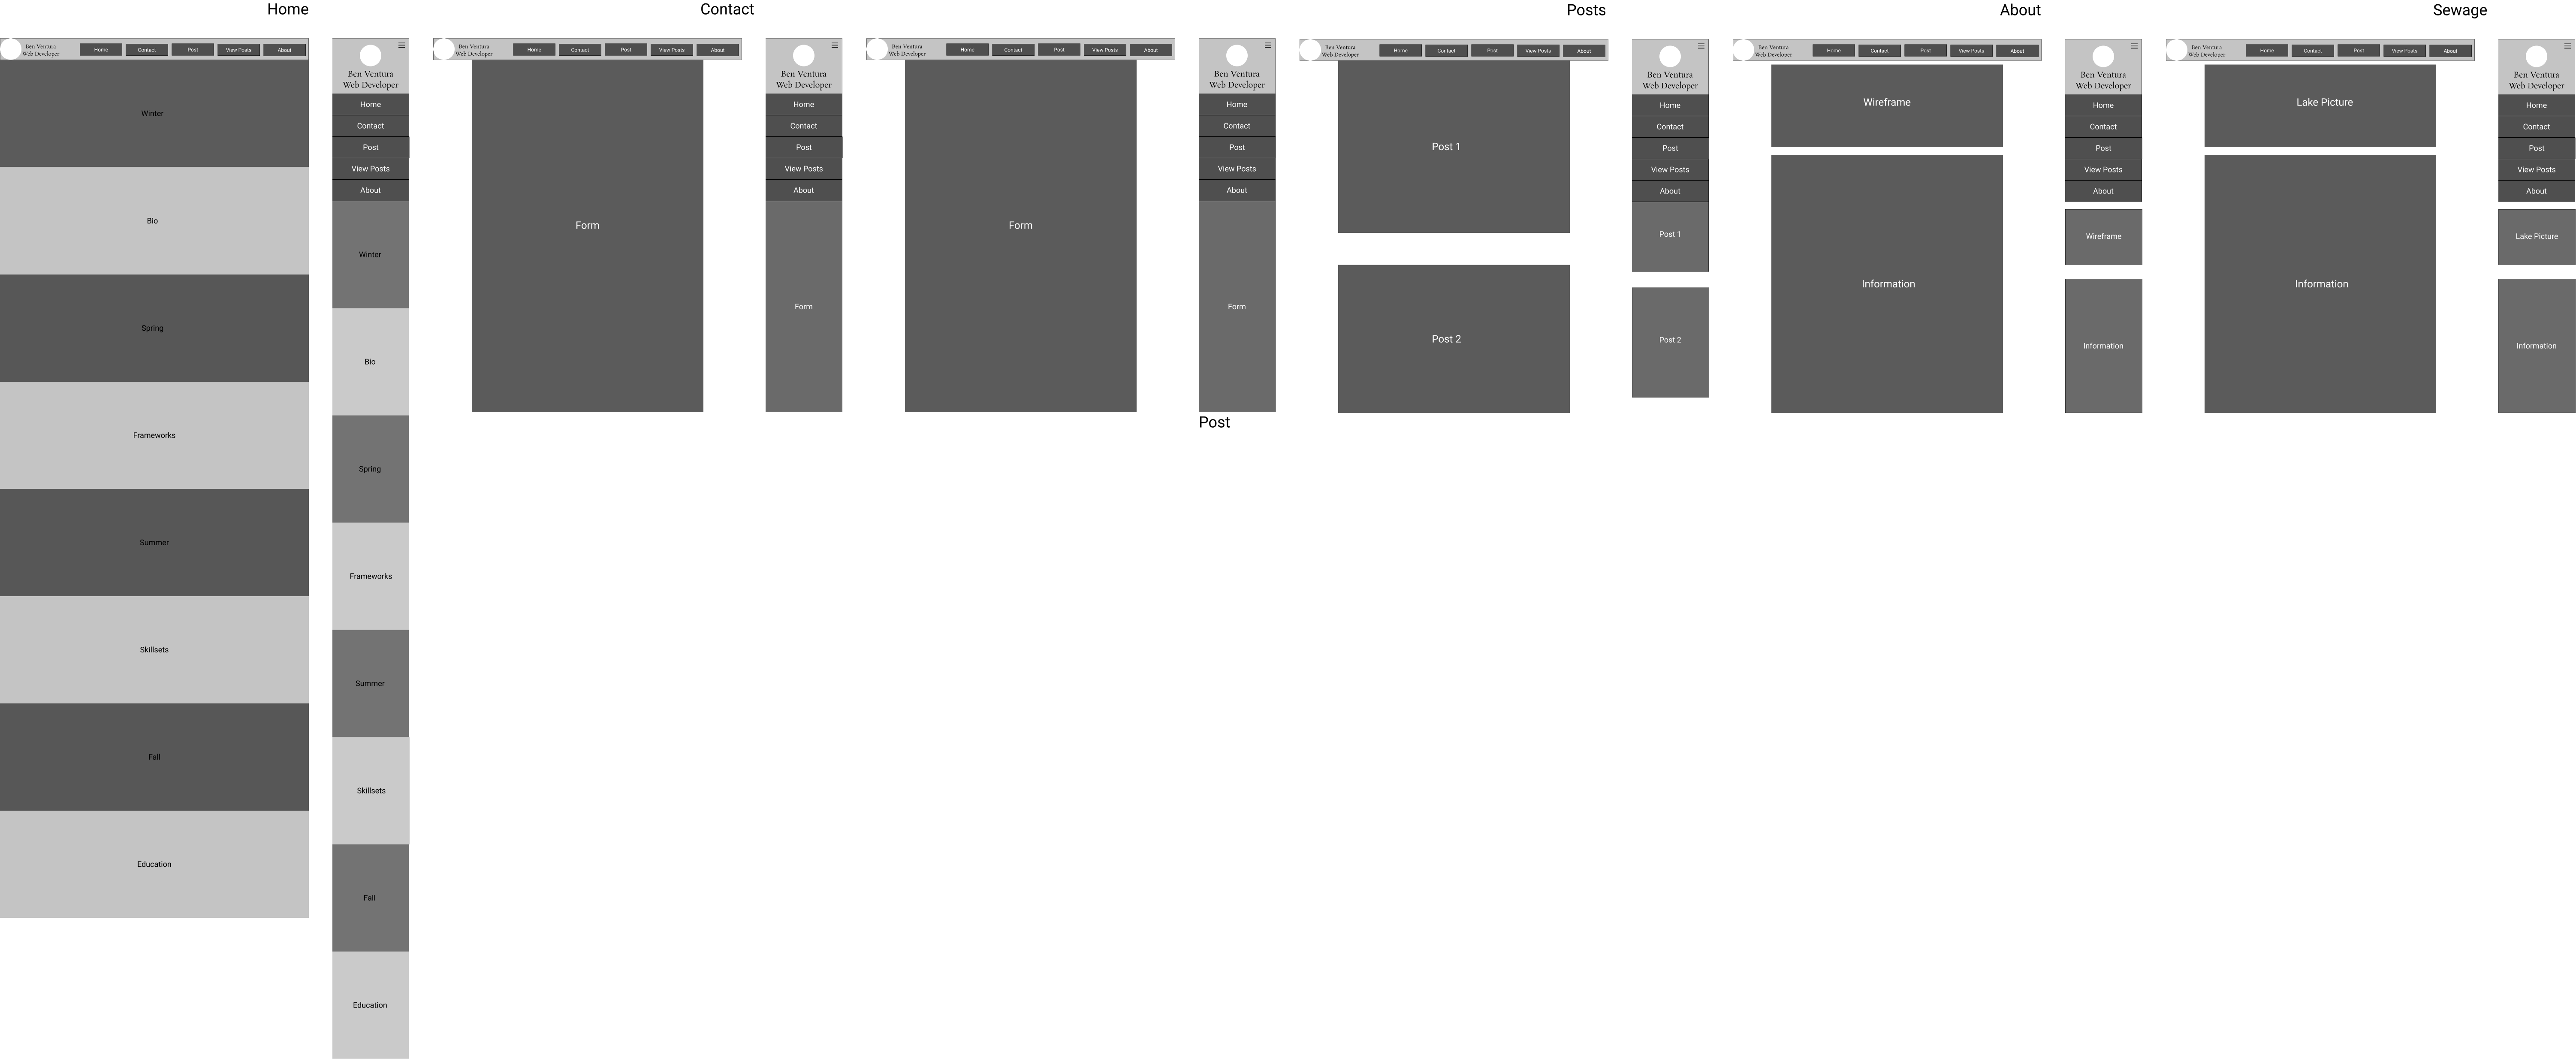 Home
Contact
Posts
About
Sewage
Ben Ventura
Web Developer
Home
Contact
Post
View Posts
About
Winter
Bio
Spring
Frameworks
Summer
Skillsets
Fall
Education
Ben Ventura
Web Developer
Home
Contact
Post
View Posts
About
Winter
Bio
Spring
Frameworks
Summer
Skillsets
Fall
Education
Ben Ventura
Web Developer
Home
Contact
Post
View Posts
About
Form
Ben Ventura
Web Developer
Home
Contact
Post
View Posts
About
Form
Ben Ventura
Web Developer
Home
Contact
Post
View Posts
About
Form
Ben Ventura
Web Developer
Home
Contact
Post
View Posts
About
Form
Post
Ben Ventura
Web Developer
Home
Contact
Post
View Posts
About
Post 1
Post 2
Ben Ventura
Web Developer
Home
Contact
Post
View Posts
About
Post 1
Post 2
Ben Ventura
Web Developer
Home
Contact
Post
View Posts
About
Wireframe
Information
Ben Ventura
Web Developer
Home
Contact
Post
View Posts
About
Wireframe
Information
Ben Ventura
Web Developer
Home
Contact
Post
View Posts
About
Lake Picture
Information
Ben Ventura
Web Developer
Home
Contact
Post
View Posts
About
Lake Picture
Information